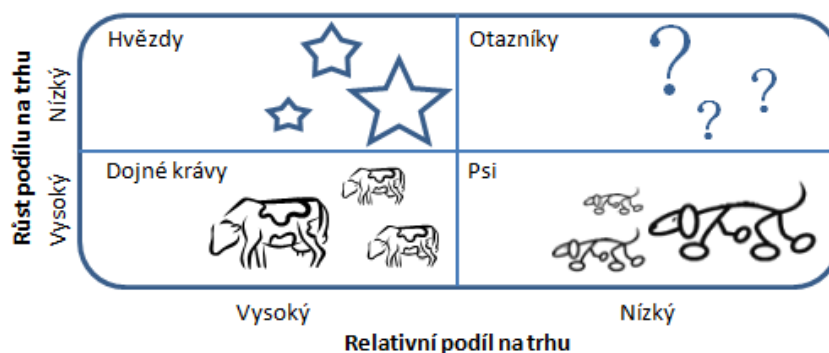 Hvězdy
Otazníky
? ? ?
Dojné krávy
Psi
Růst podílu na trhu
Nízký
Vysoký
Vysoký
Nízký
Relativní podíl na trhu